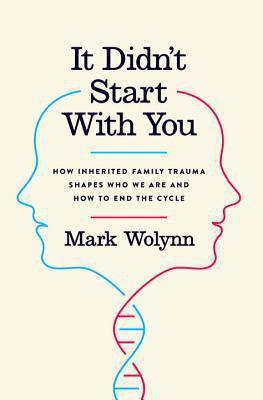 It Didn't
Start
With You
HOW INHERITED FAMILY TRAUMA
SHAPES WHO WE ARE AND
HOW TO END THE CYCLE
Mark Wolynn